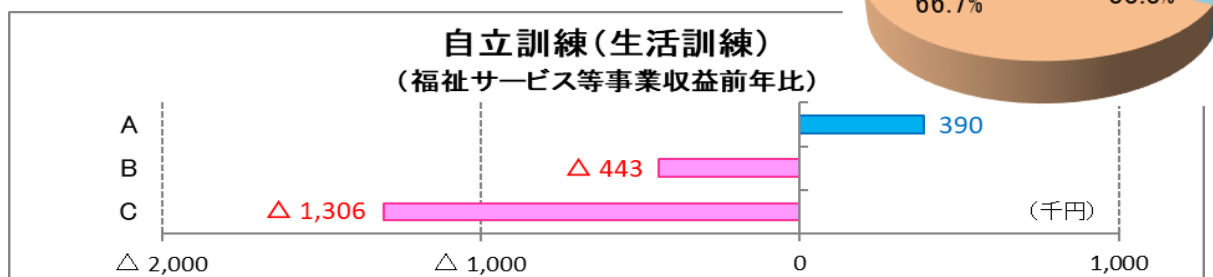 66.7%
自立訓練(生活訓練)
(福祉サービス等事業収益前年比)
A 390
B △ 443
C △ 1,306 (千円)
△ 2,000 △ 1,000 0 1,000